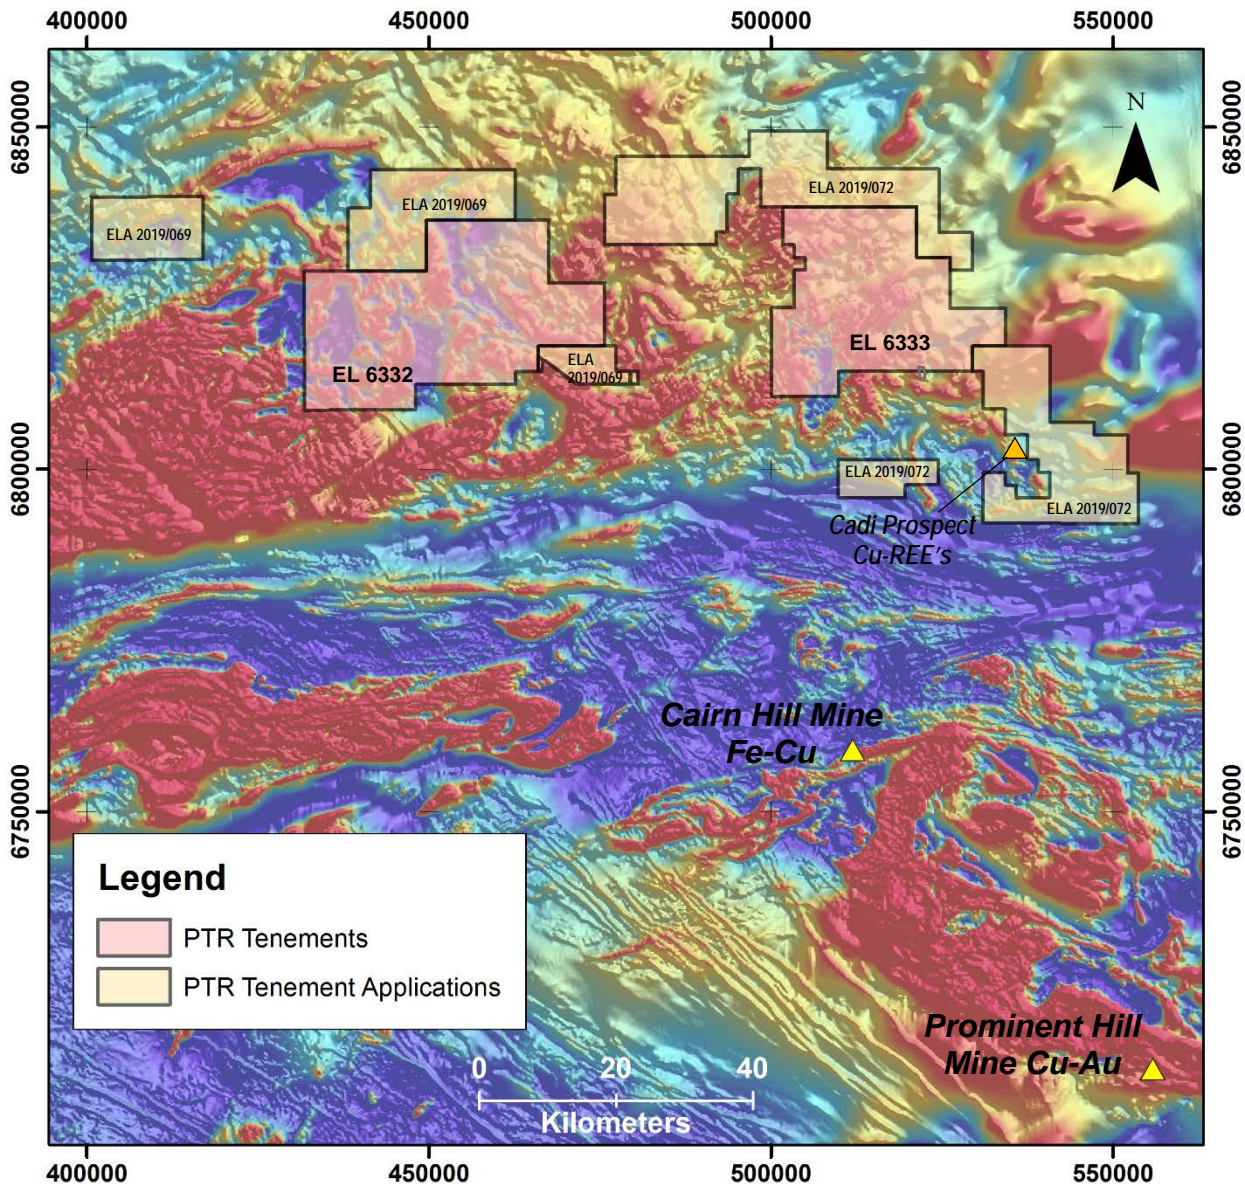 400000
450000
500000
550000
N
6850000
6850000
ELA 2019/072
ELA 2019/069
ELA 2019/069
EL 6333
ELA
2019/069
EL 6332
6800000
6800000
ELA 2019/072
ELA 2019/072
Cadi Prospect
Cu-REE's
Cairn Hill Mine
Fe-Cu
6750000
6750000
Legend
PTR Tenements
PTR Tenement Applications
Prominent Hill
Mine Cu-Au
0
20
40
Kilometers
400000
450000
500000
550000